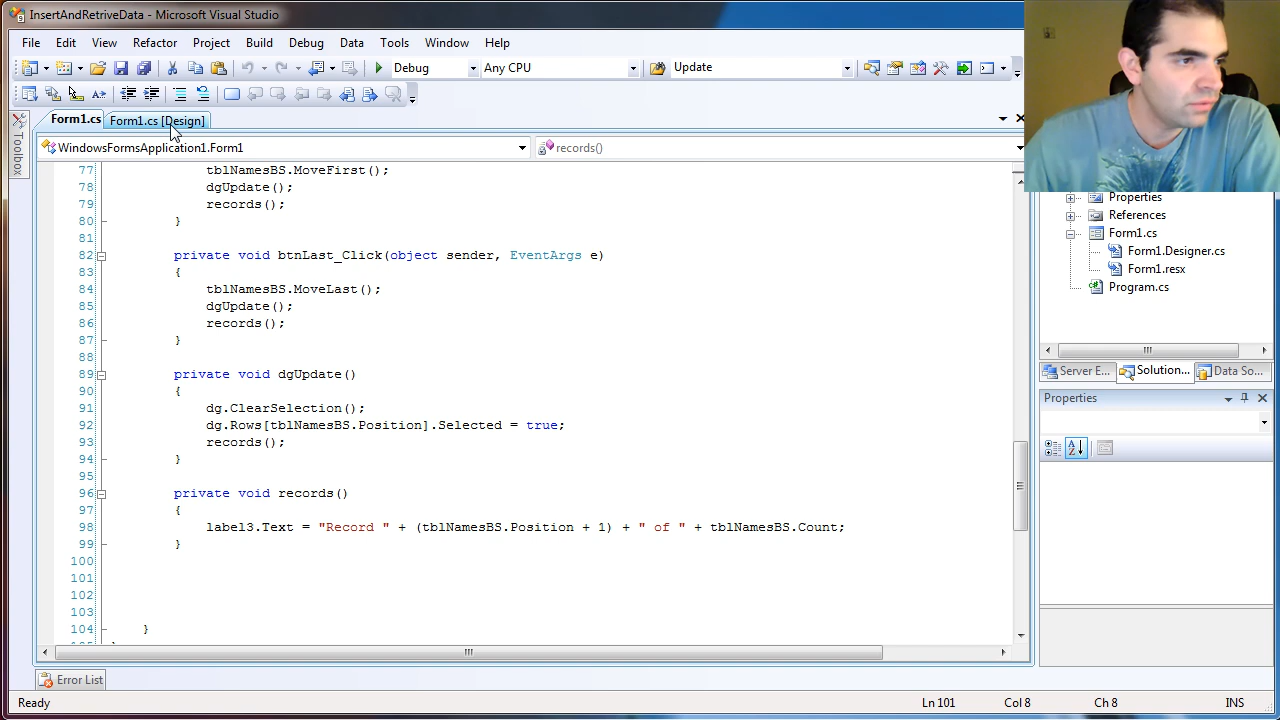 InsertAndRetriveData - Microsoft Visual Studio
File Edit View Refactor Project Build Debug Data Tools Window Help
Debug Any CPU Update
Form1.cs Form1.cs [Design]
WindowsFormsApplication1.Form1 records()
Toolbox
77 tblNamesBS.MoveFirst();
78 dgUpdate();
79 records();
80 }
81
82 private void btnLast_Click(object sender, EventArgs e)
83 {
84 tblNamesBS.MoveLast();
85 dgUpdate();
86 records();
87 }
88
89 private void dgUpdate()
90 {
91 dg.ClearSelection();
92 dg.Rows[tblNamesBS.Position].Selected = true;
93 records();
94 }
95
96 private void records()
97 {
98 label3.Text = "Record " + (tblNamesBS.Position + 1) + " of " + tblNamesBS.Count;
99 }
100
101
102
103
104 }
Properties
References
Form1.cs
Form1.Designer.cs
Form1.resx
Program.cs
Server E... Solution... Data So...
Properties
Error List
Ready Ln 101 Col 8 Ch 8 INS